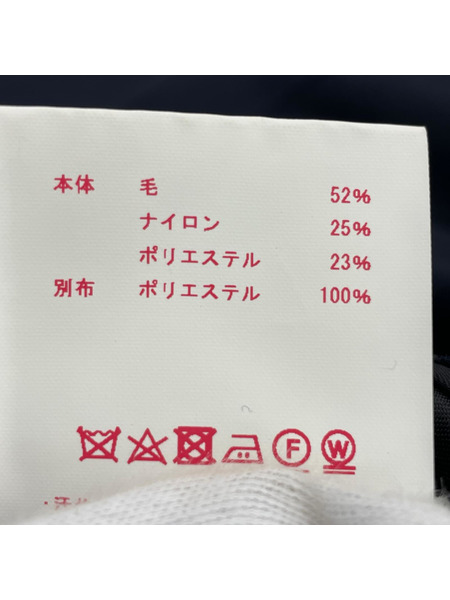 本体 毛 52%
ナイロン 25%
ポリエステル 23%
別布 ポリエステル 100%
F W